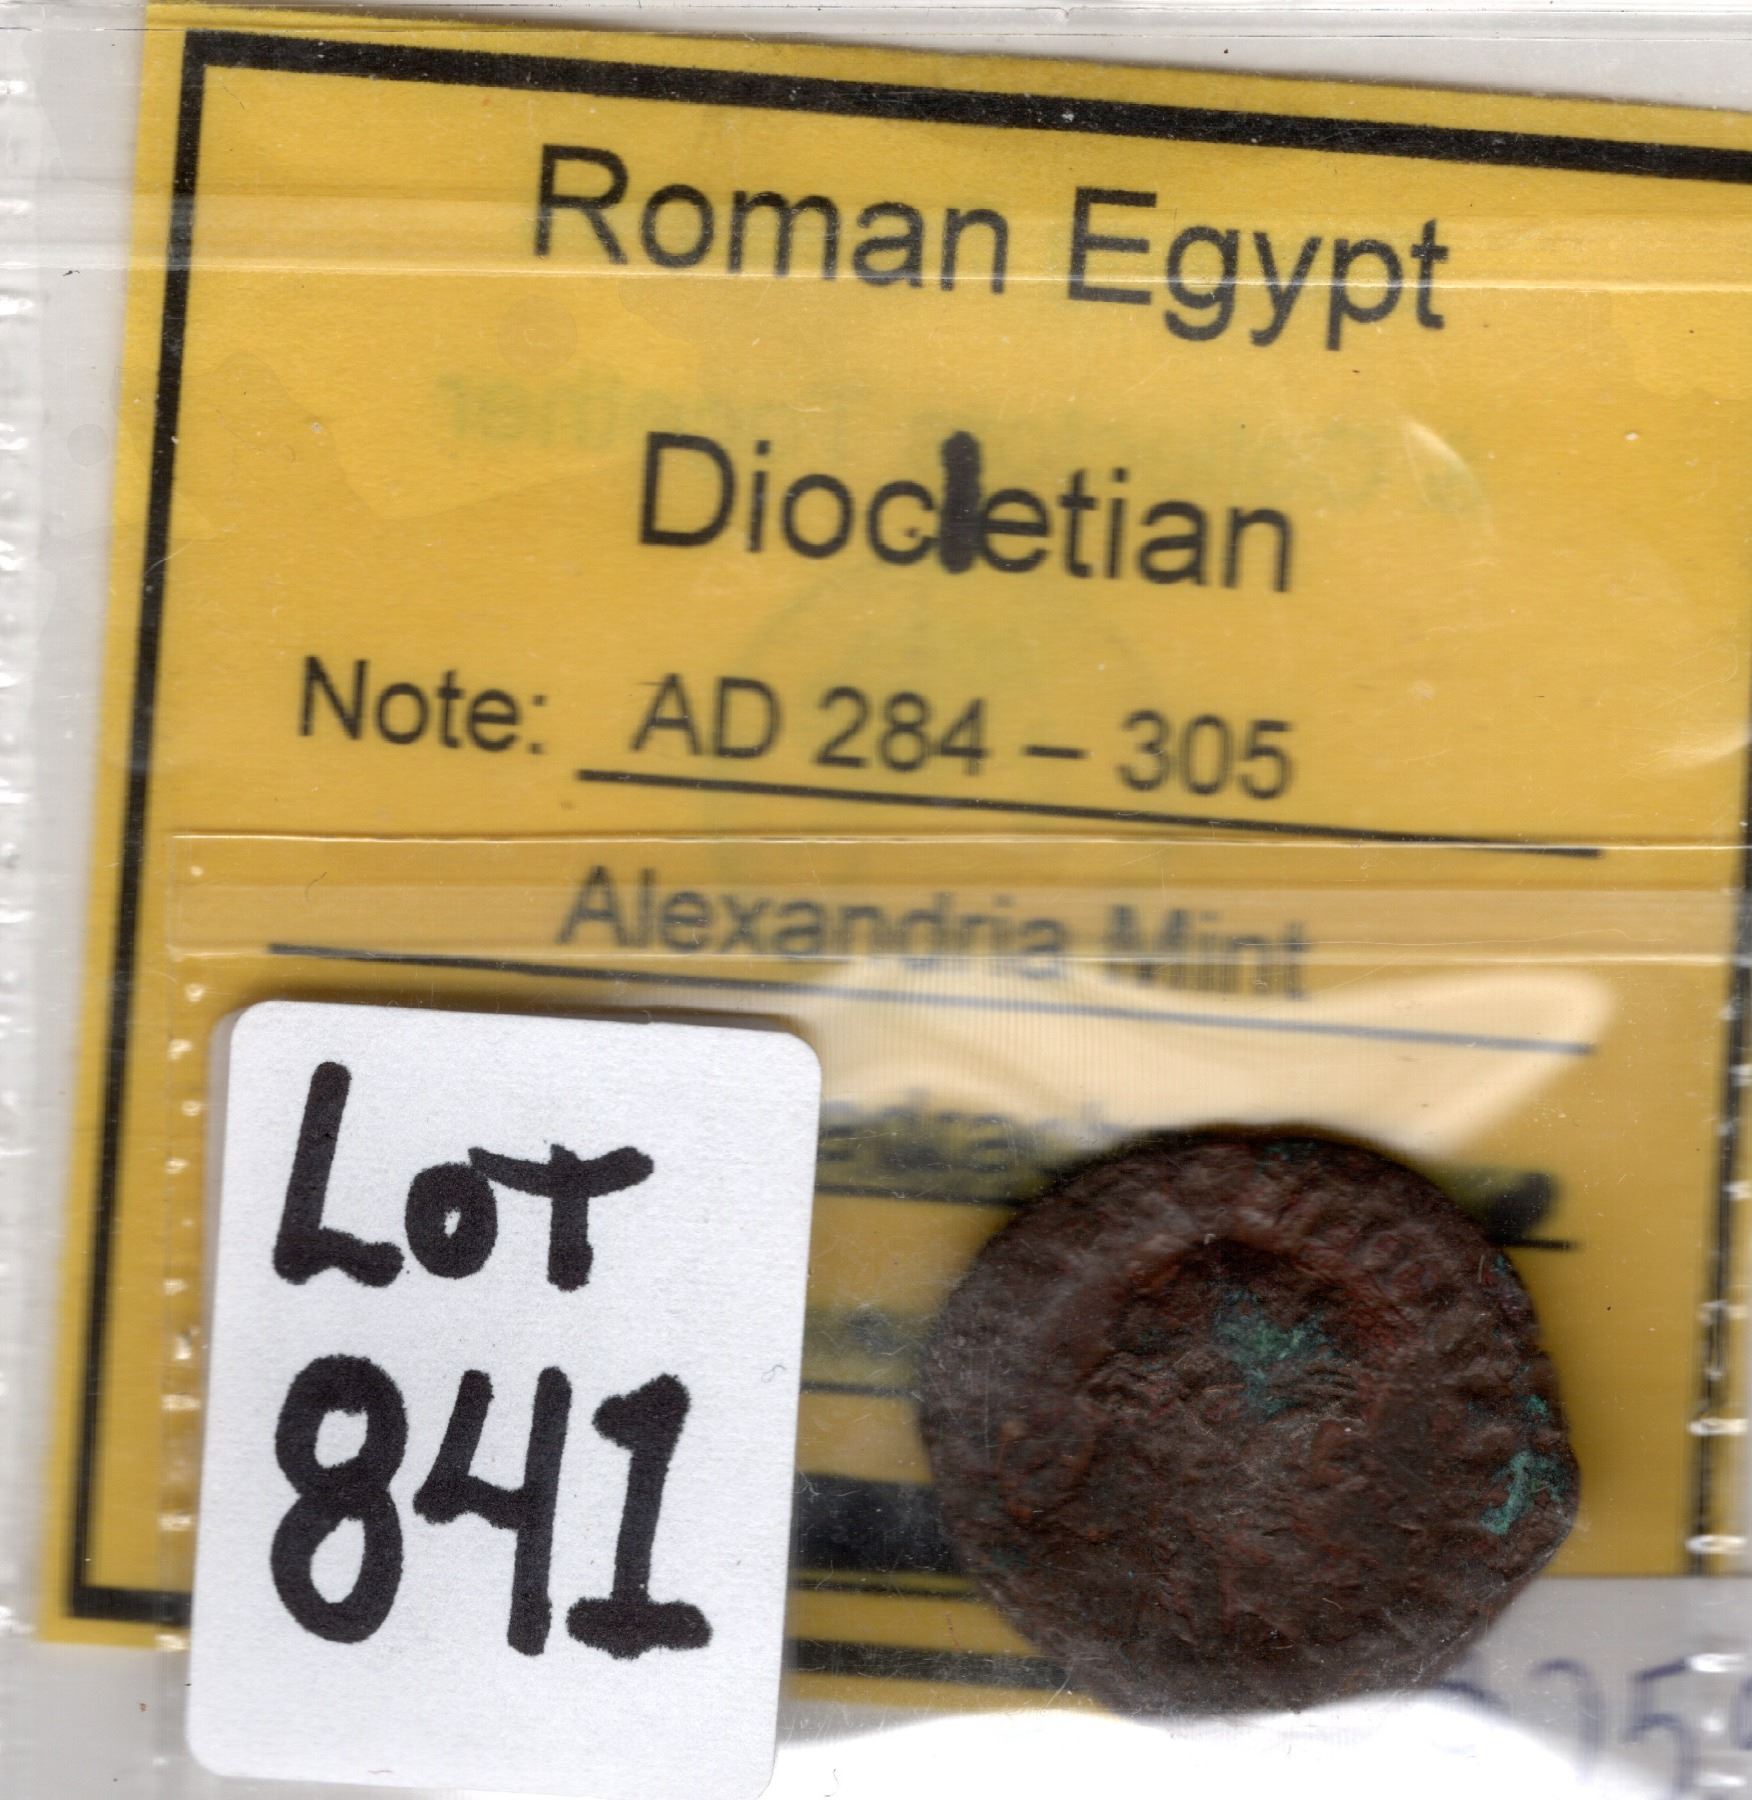 Roman Egypt
Diocletian
Note: AD 284 – 305
Alexandria Mint
LOT
841